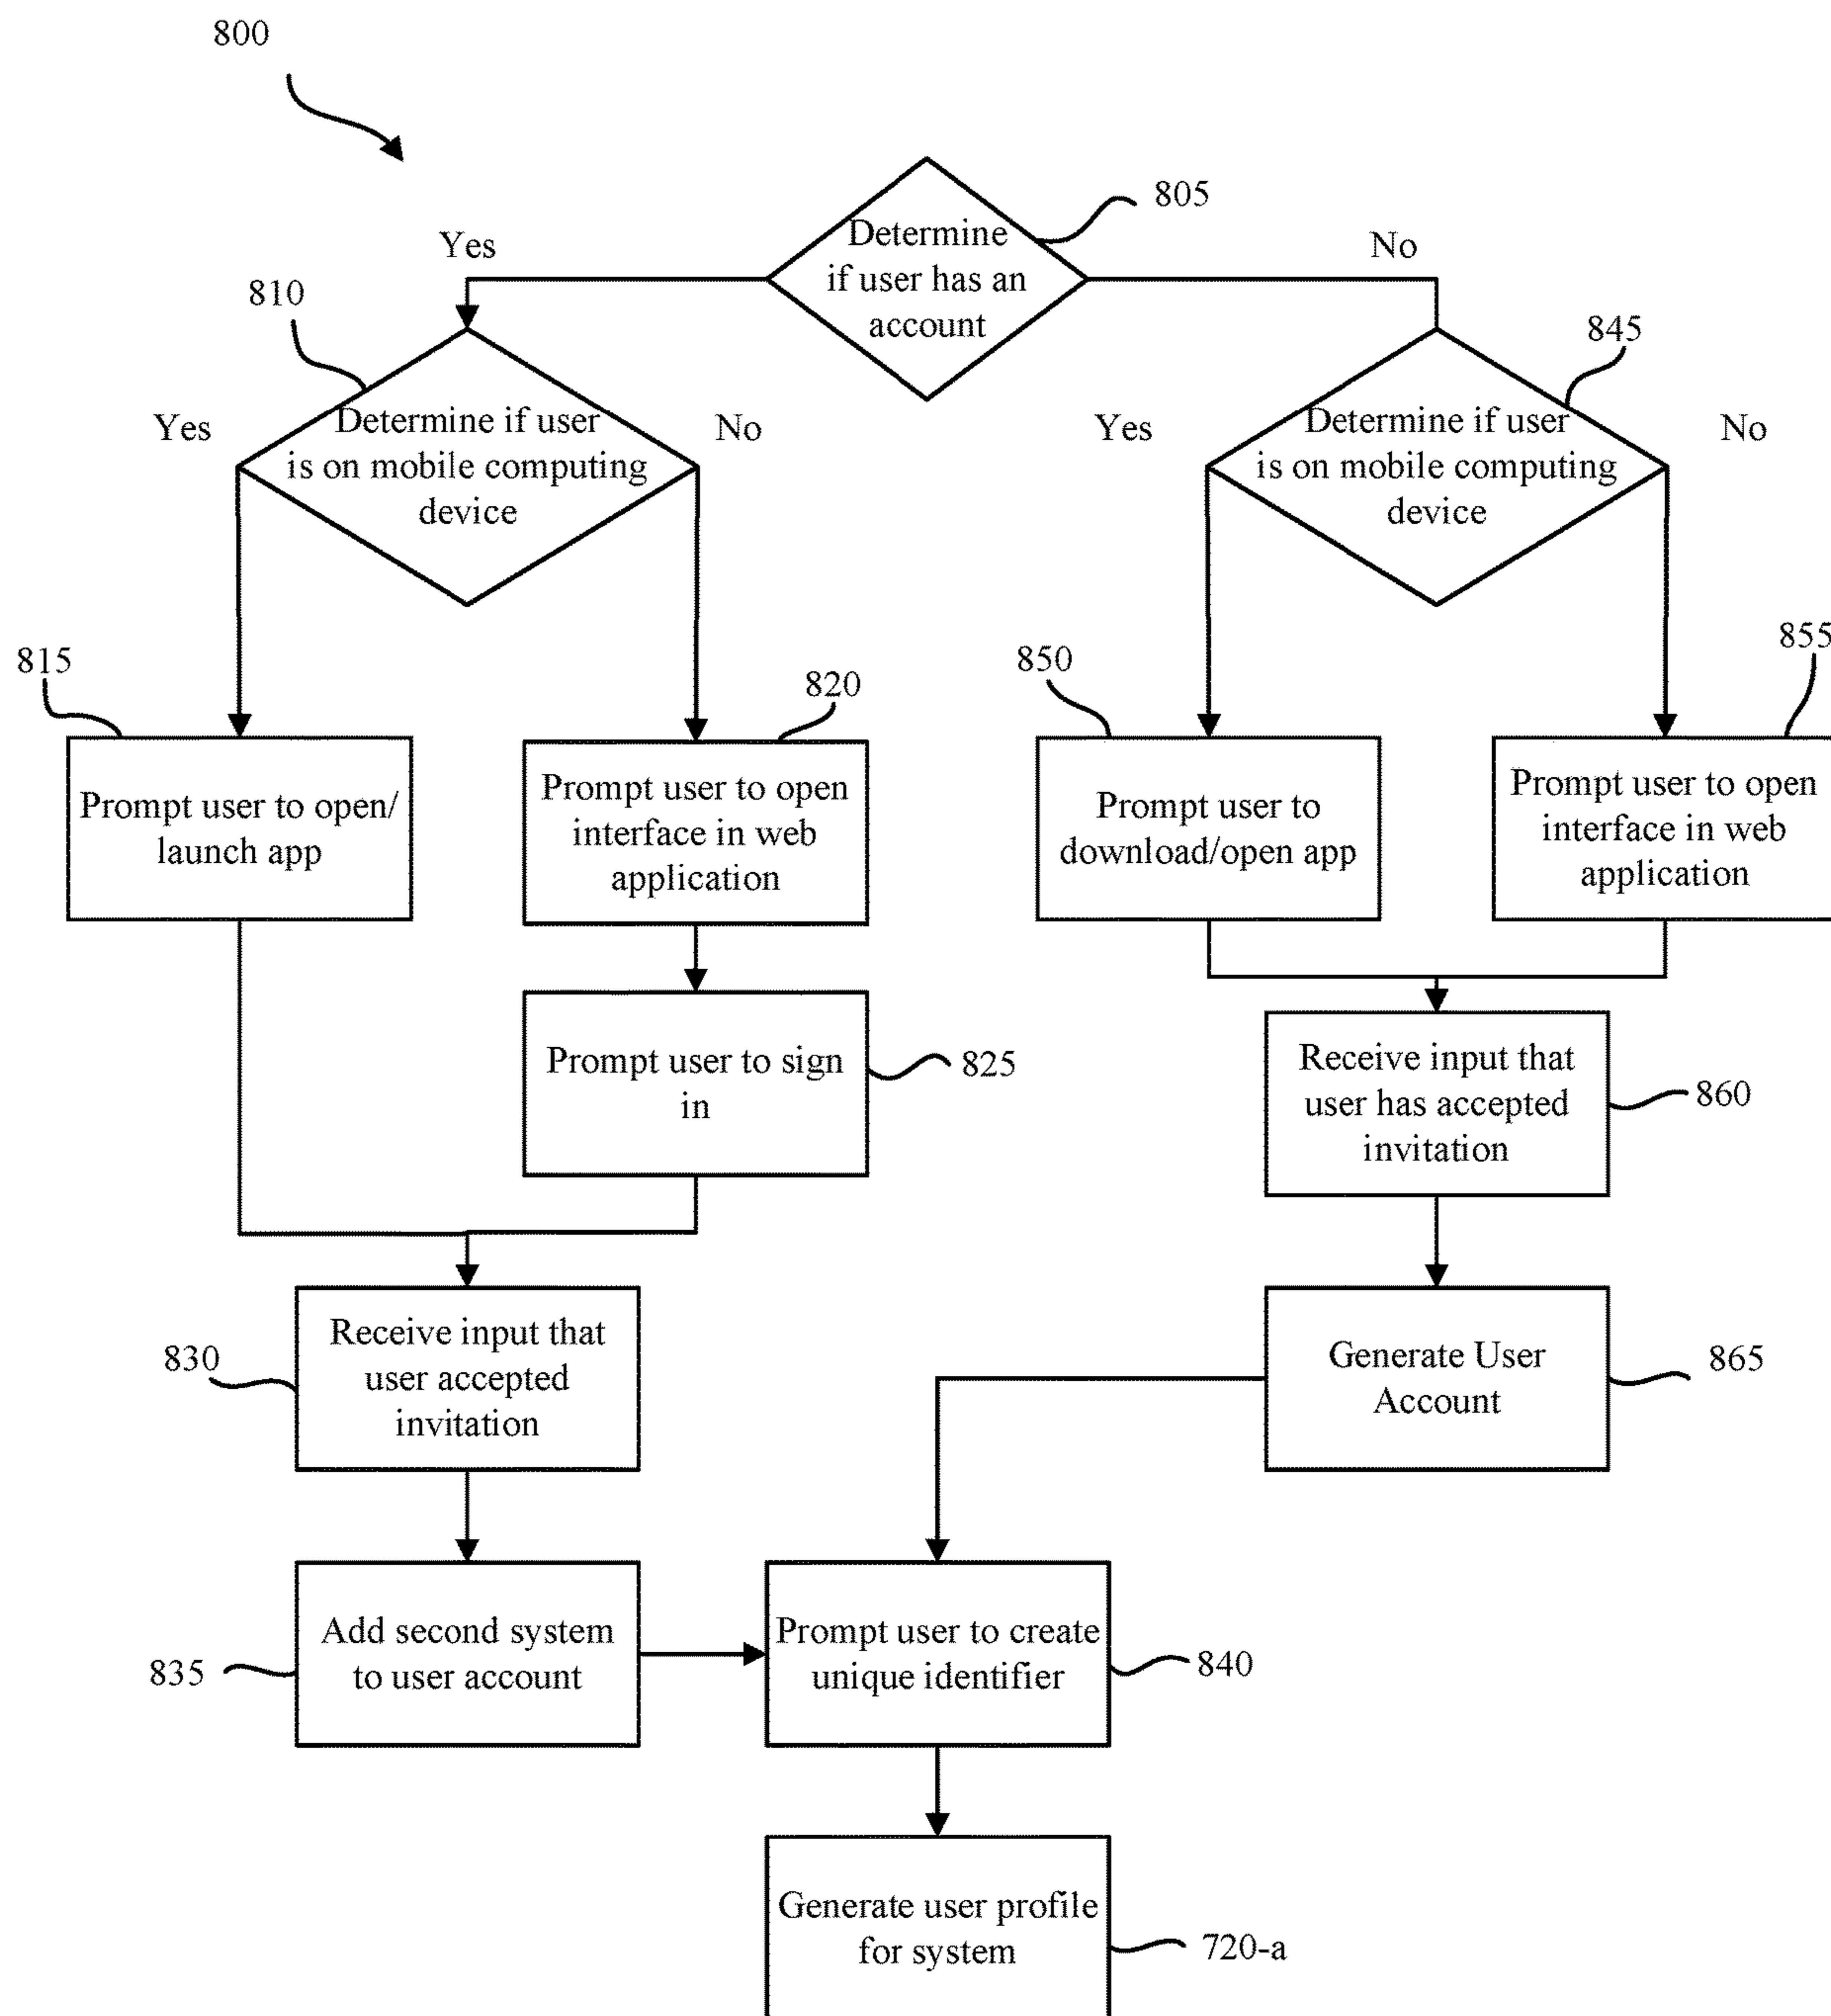 800
805
Determine
if user has an
account
Yes
No
810
845
Determine if user
is on mobile computing
device
Yes
No
Determine if user
is on mobile computing
device
Yes
No
815
820
850
855
Prompt user to open/
launch app
Prompt user to open
interface in web
application
Prompt user to
download/open app
Prompt user to open
interface in web
application
Prompt user to sign
in
825
Receive input that
user has accepted
invitation
860
Receive input that
user accepted
invitation
830
Generate User
Account
865
Add second system
to user account
835
Prompt user to create
unique identifier
840
Generate user profile
for system
720-a